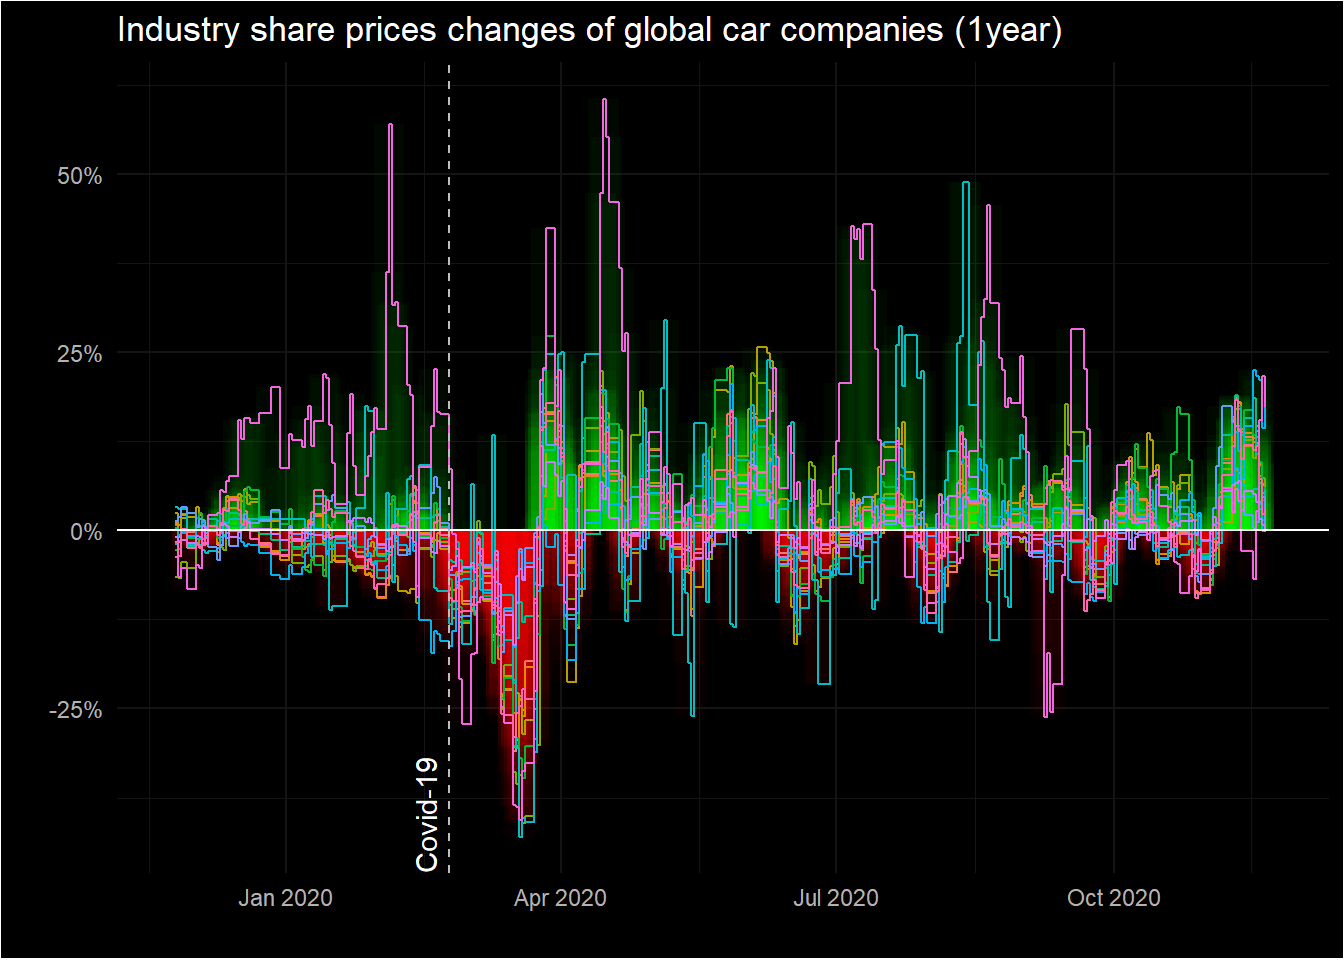 Industry share prices changes of global car companies (1year)
50%
25%
0%
-25%
Covid-19
Jan 2020
Apr 2020
Jul 2020
Oct 2020